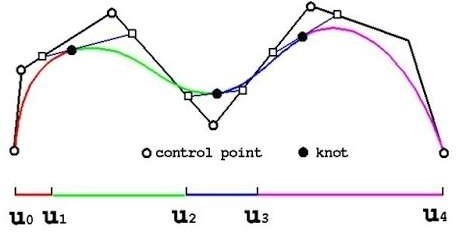 control point
knot
u0 u1 u2 u3 u4